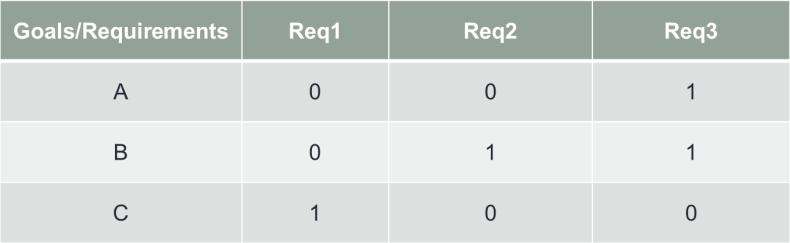 Goals/Requirements Req1 Req2 Req3
A 0 0 1
B 0 1 1
C 1 0 0